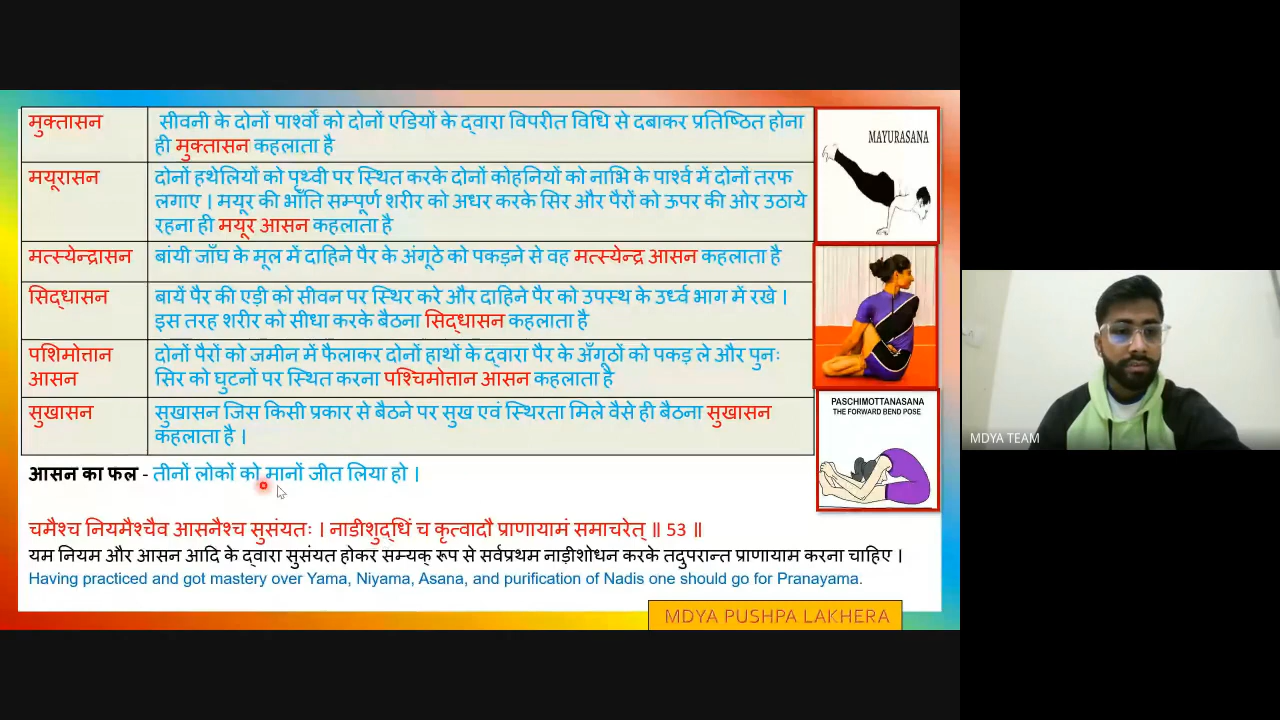 मुक्तासन
सीवनी के दोनों पार्श्वों को दोनों एडियों के द्वारा विपरीत विधि से दबाकर प्रतिष्ठित होना
ही मुक्तासन कहलाता है
मयूरासन
दोनों हथेलियों को पृथ्वी पर स्थित करके दोनों कोहनियों को नाभि के पार्श्व में दोनों तरफ
लगाए । मयूर की भाँति सम्पूर्ण शरीर को अधर करके सिर और पैरों को ऊपर की ओर उठाये
रहना ही मयूर आसन कहलाता है
मत्स्येन्द्रासन
बांयी जाँघ के मूल में दाहिने पैर के अंगूठे को पकड़ने से वह मत्स्येन्द्र आसन कहलाता है
सिद्धासन
बायें पैर की एड़ी को सीवन पर स्थिर करे और दाहिने पैर को उपस्थ के उर्ध्व भाग में रखे ।
इस तरह शरीर को सीधा करके बैठना सिद्धासन कहलाता है
पशिमोत्तान
आसन
दोनों पैरों को जमीन में फैलाकर दोनों हाथों के द्वारा पैर के अँगूठों को पकड़ ले और पुनः
सिर को घुटनों पर स्थित करना पश्चिमोत्तान आसन कहलाता है
सुखासन
सुखासन जिस किसी प्रकार से बैठने पर सुख एवं स्थिरता मिले वैसे ही बैठना सुखासन
कहलाता है ।
MAYURASANA
PASCHIMOTTANASANA
THE FORWARD BEND POSE
आसन का फल - तीनों लोकों को मानों जीत लिया हो ।
चमैश्च नियमैश्चैव आसनैश्च सुसंयतः । नाडीशुद्धिं च कृत्वादौ प्राणायामं समाचरेत् ॥ 53 ॥
यम नियम और आसन आदि के द्वारा सुसंयत होकर सम्यक् रूप से सर्वप्रथम नाड़ीशोधन करके तदुपरान्त प्राणायाम करना चाहिए ।
Having practiced and got mastery over Yama, Niyama, Asana, and purification of Nadis one should go for Pranayama.
MDYA PUSHPA LAKHERA
MDYA TEAM